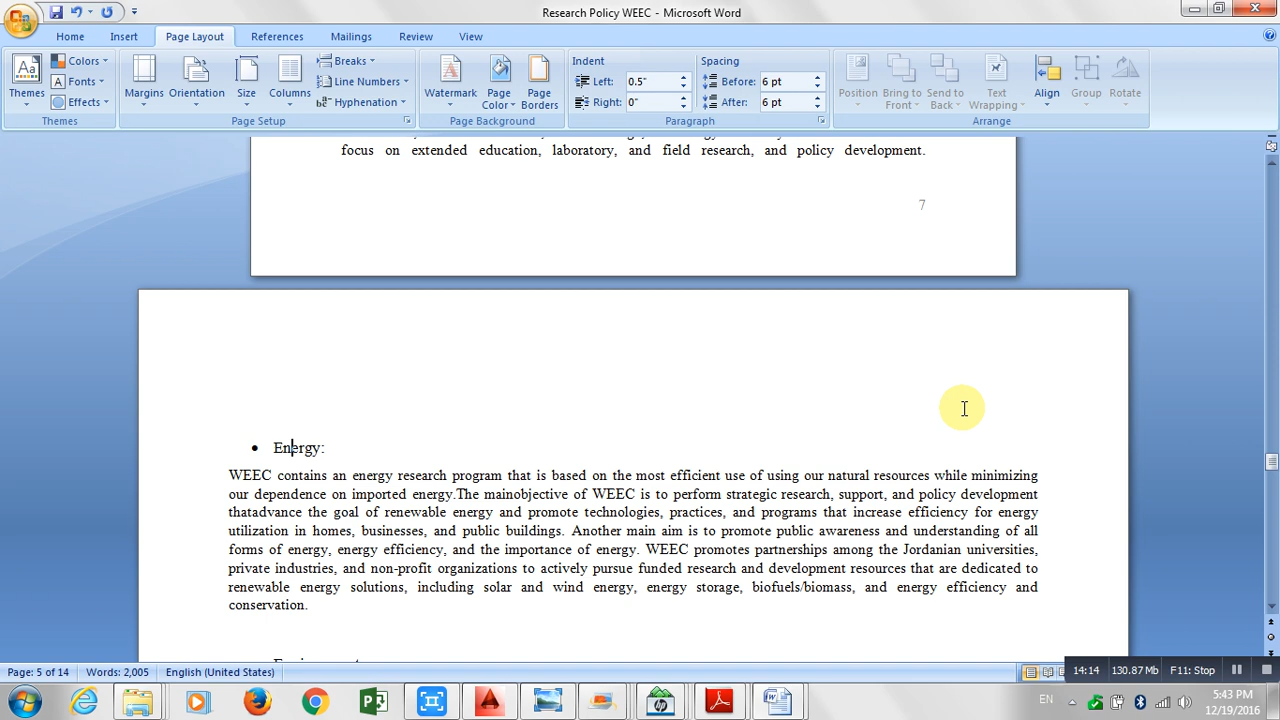 Research Policy WEEC - Microsoft Word
Home Insert Page Layout References Mailings Review View
Themes
Colors
Fonts
Effects
Themes
Margins
Orientation
Size
Columns
Breaks
Line Numbers
Hyphenation
Page Setup
Watermark
Page Color
Page Borders
Page Background
Indent
Left: 0.5"
Right: 0"
Spacing
Before: 6 pt
After: 6 pt
Paragraph
Position
Bring to Front
Send to Back
Text Wrapping
Align
Group
Rotate
Arrange
focus on extended education, laboratory, and field research, and policy development.
7
• Energy:
WEEC contains an energy research program that is based on the most efficient use of using our natural resources while minimizing
our dependence on imported energy.The mainobjective of WEEC is to perform strategic research, support, and policy development
thatadvance the goal of renewable energy and promote technologies, practices, and programs that increase efficiency for energy
utilization in homes, businesses, and public buildings. Another main aim is to promote public awareness and understanding of all
forms of energy, energy efficiency, and the importance of energy. WEEC promotes partnerships among the Jordanian universities,
private industries, and non-profit organizations to actively pursue funded research and development resources that are dedicated to
renewable energy solutions, including solar and wind energy, energy storage, biofuels/biomass, and energy efficiency and
conservation.
Page: 5 of 14 Words: 2,005 English (United States)
14:14 130.87 Mb F11: Stop
EN
5:43 PM
12/19/2016